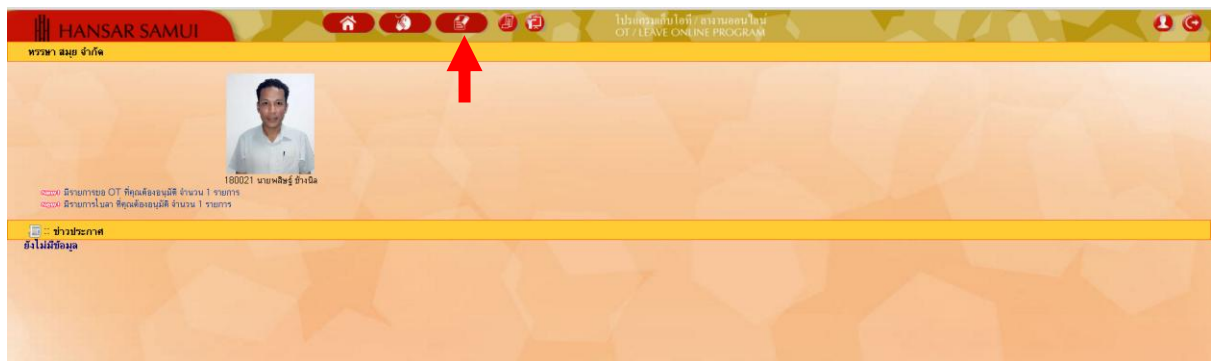 HANSAR SAMUI
โปรแกรมเก็บโอที / ลางานออนไลน์
OT / LEAVE ONLINE PROGRAM
หรรษา สมุย จำกัด
180021 นายพสิษฐ์ ช้างนิล
มีรายการขอ OT ที่คุณต้องอนุมัติ จำนวน 1 รายการ
มีรายการใบลา ที่คุณต้องอนุมัติ จำนวน 1 รายการ
:: ข่าวประกาศ
ยังไม่มีข้อมูล